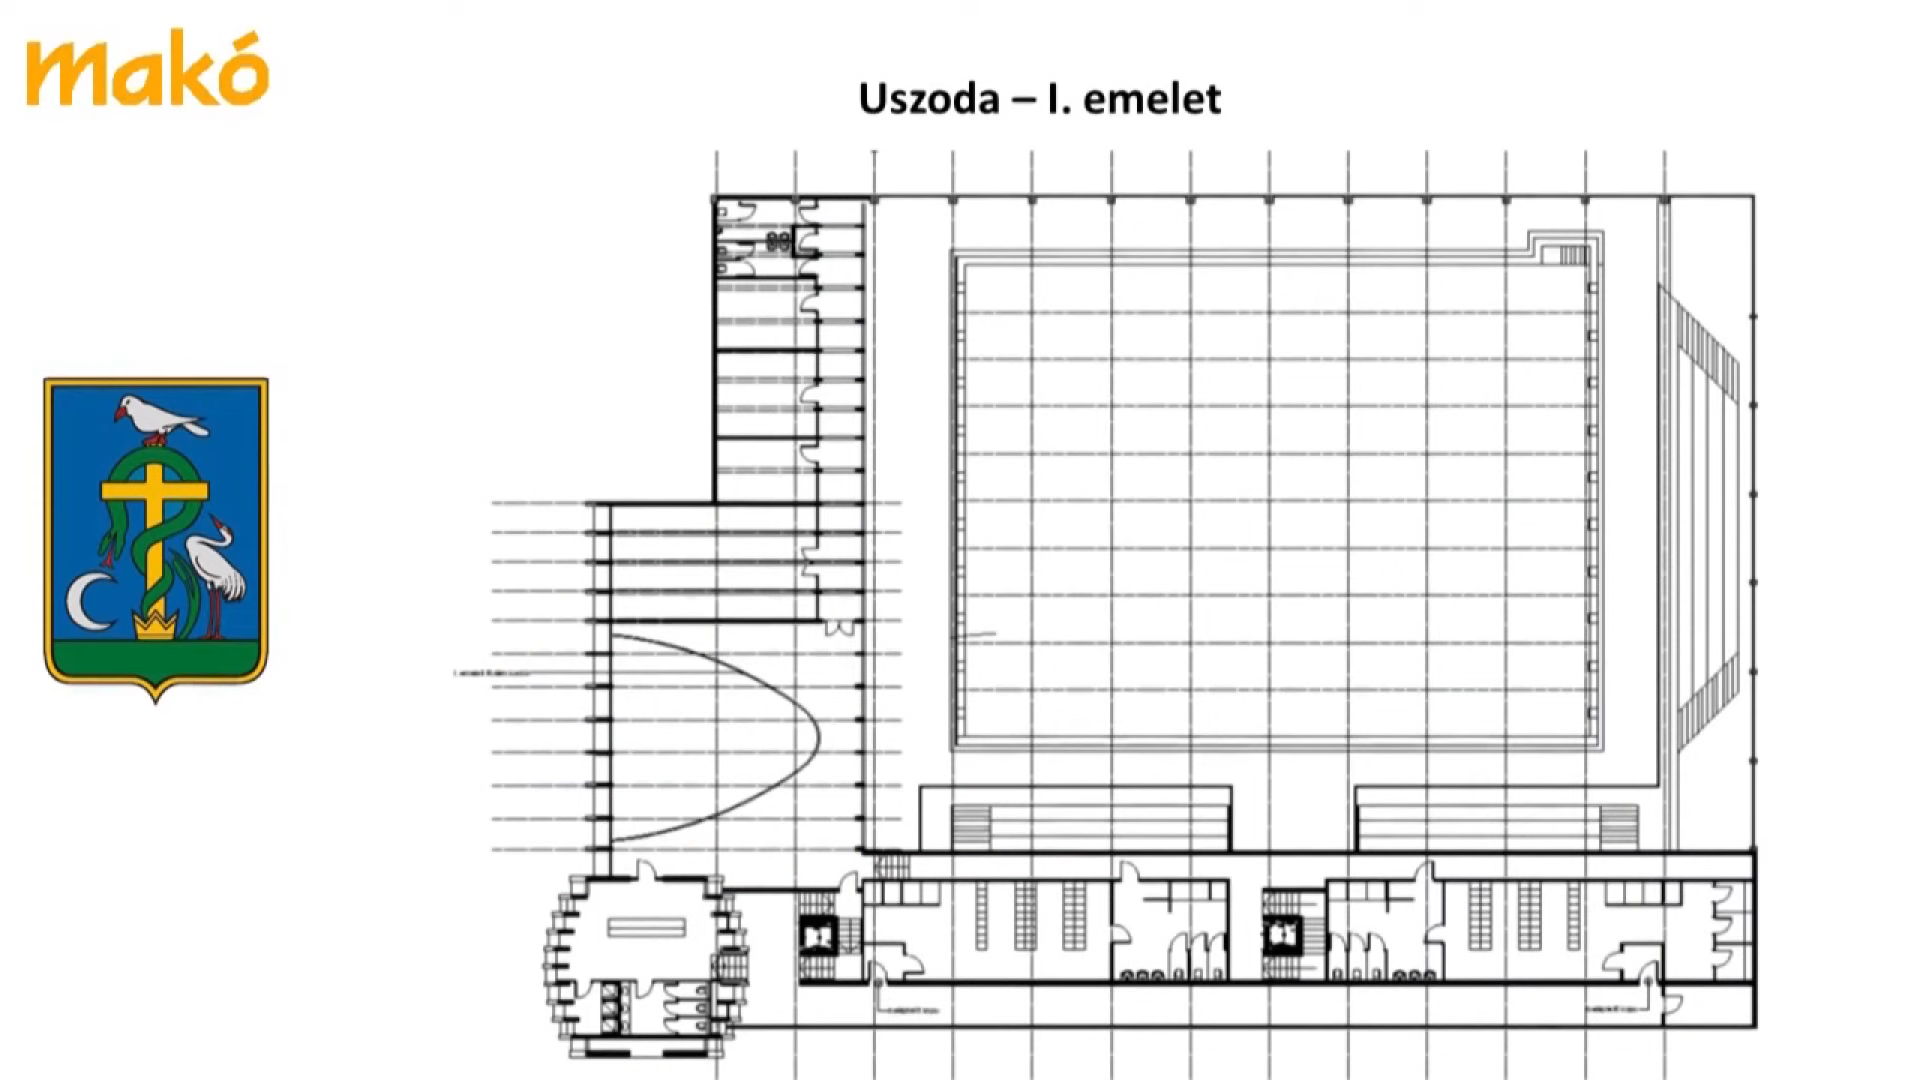 makó
Uszoda – I. emelet